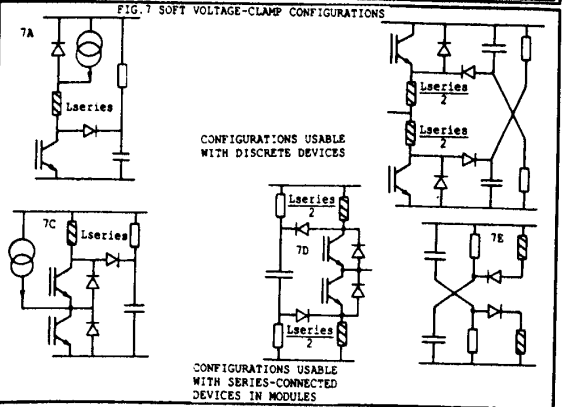 FIG.7 SOFT VOLTAGE-CLAMP CONFIGURATIONS
7A
Lseries
Lseries
2
Lseries
2
CONFIGURATIONS USABLE
WITH DISCRETE DEVICES
7C
Lseries
Lseries
2
7D
Lseries
2
7E
CONFIGURATIONS USABLE
WITH SERIES-CONNECTED
DEVICES IN MODULES